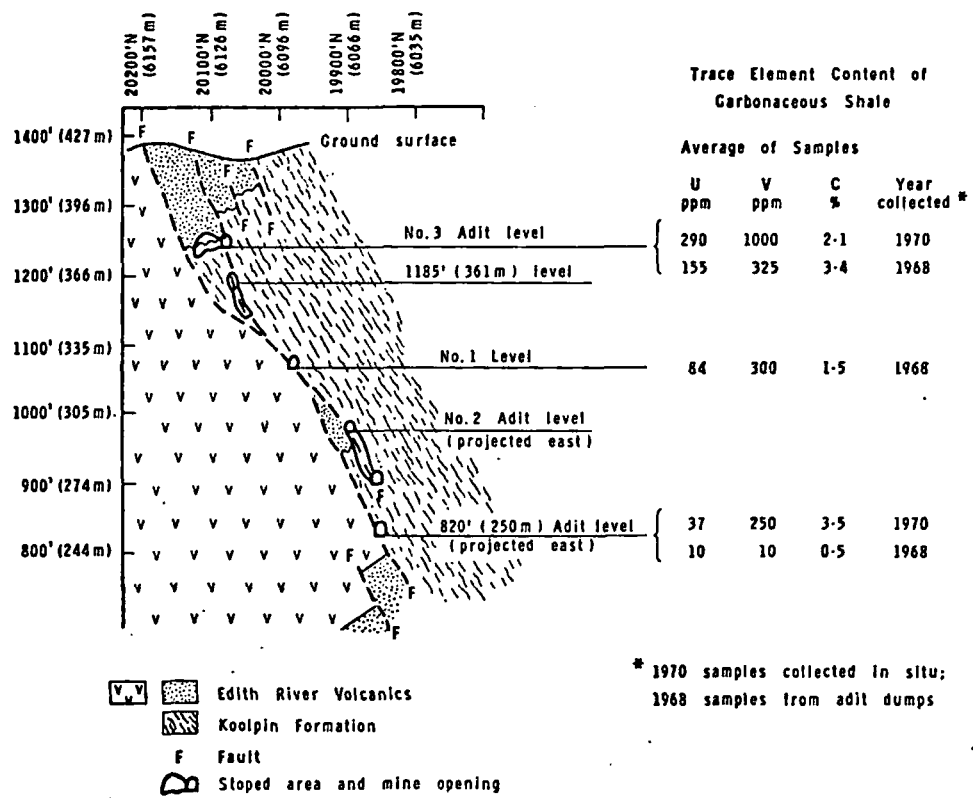 20200'N (6157 m)
20100'N (6126 m)
20000'N (6096 m)
19900'N (6066 m)
19800'N (6035 m)
Trace Element Content of
Garbonaceous Shale
Average of Samples
U V C Year
ppm ppm % collected *
1400' (427 m)
F F F
Ground surface
F
1300' (396 m)
F F
No.3 Adit level
290 1000 2·1 1970
155 325 3·4 1968
1200' (366 m)
1185' (361 m) level
1100' (335 m)
No.1 Level
84 300 1·5 1968
1000' (305 m)
No.2 Adit level
(projected east)
900' (274 m)
F
820' (250 m) Adit level
(projected east)
37 250 3·5 1970
10 10 0·5 1968
800' (244 m)
F
F
F
* 1970 samples collected in situ;
1968 samples from adit dumps
Edith River Volcanics
Koolpin Formation
F Fault
Stoped area and mine opening